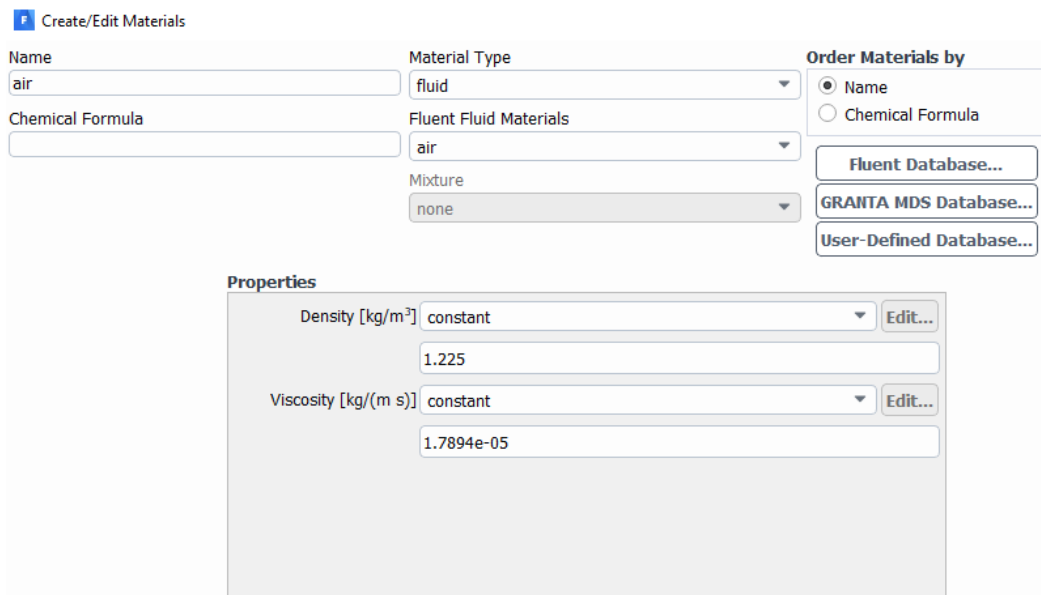 F Create/Edit Materials
Name
air
Chemical Formula
Material Type
fluid
Fluent Fluid Materials
air
Mixture
none
Order Materials by
Name
Chemical Formula
Fluent Database...
GRANTA MDS Database...
User-Defined Database...
Properties
Density [kg/m³] constant Edit...
1.225
Viscosity [kg/(m s)] constant Edit...
1.7894e-05